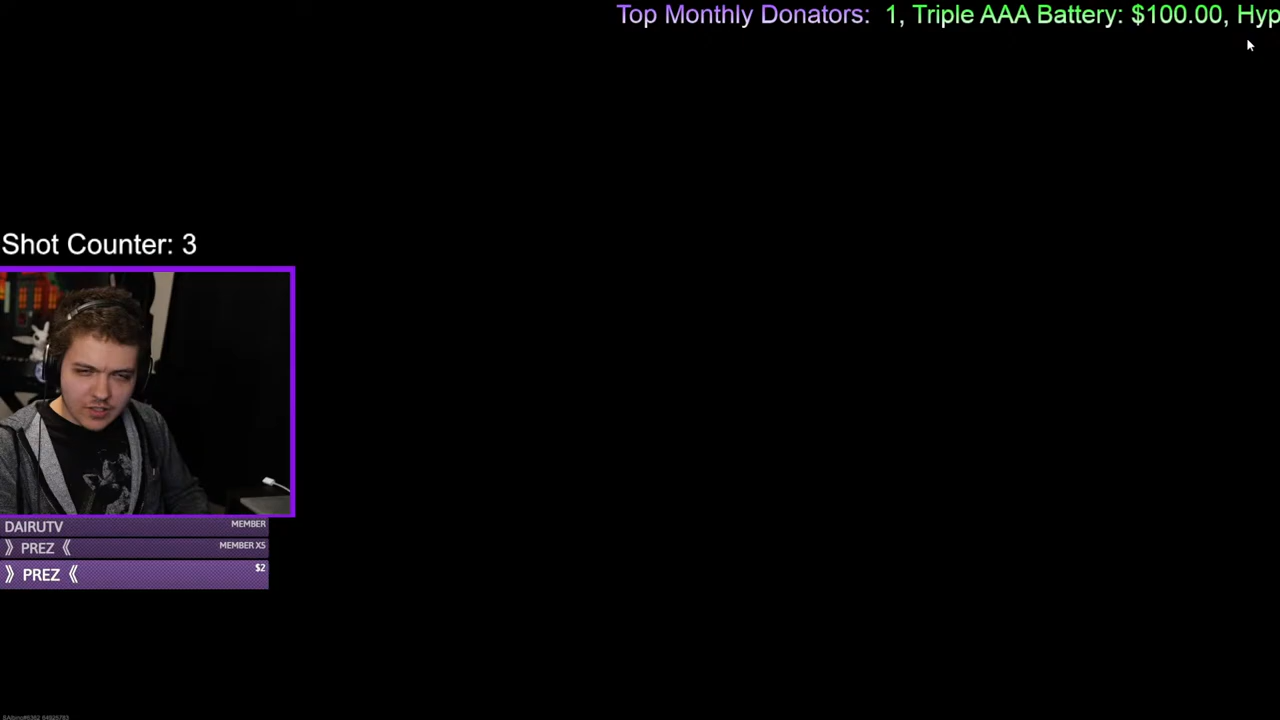 Top Monthly Donators: 1, Triple AAA Battery: $100.00, Hyp
Shot Counter: 3
DAIRUTV MEMBER
》 PREZ 《 MEMBER X5
》 PREZ 《 $2